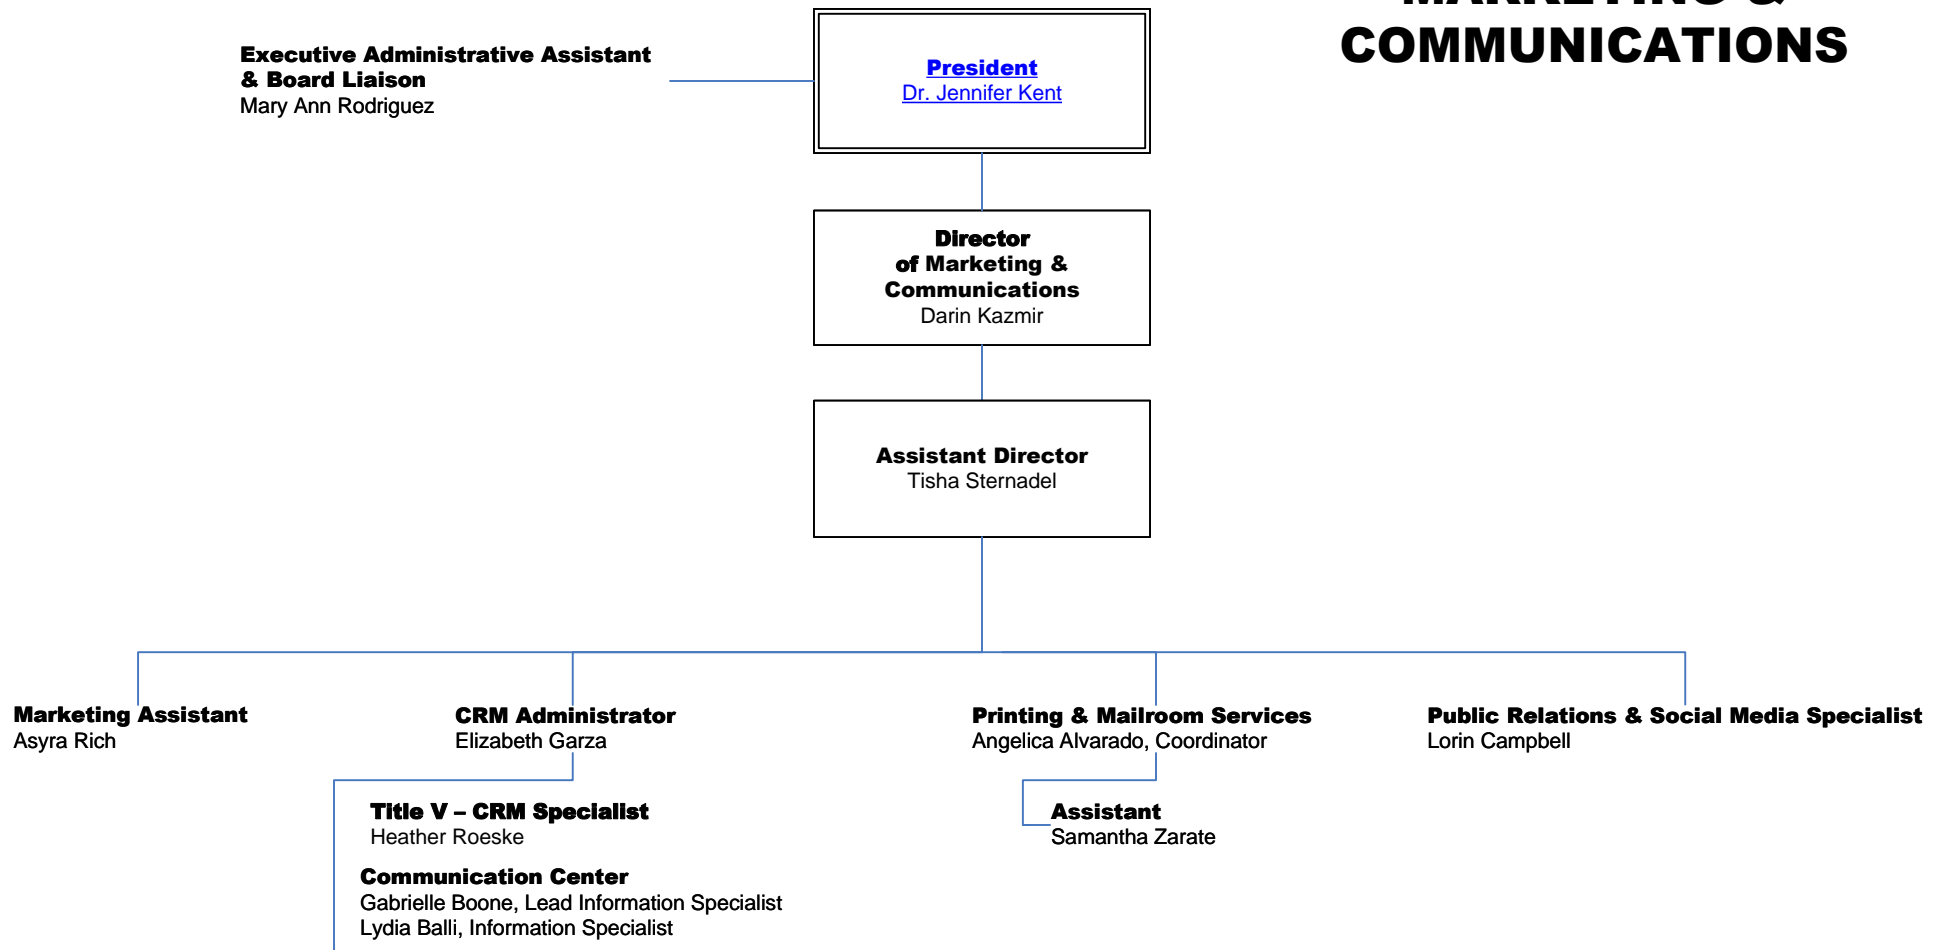 MARKETING &
COMMUNICATIONS
Executive Administrative Assistant
& Board Liaison
Mary Ann Rodriguez
President
Dr. Jennifer Kent
Director
of Marketing &
Communications
Darin Kazmir
Assistant Director
Tisha Sternadel
Marketing Assistant
Asyra Rich
CRM Administrator
Elizabeth Garza
Title V – CRM Specialist
Heather Roeske
Communication Center
Gabrielle Boone, Lead Information Specialist
Lydia Balli, Information Specialist
Printing & Mailroom Services
Angelica Alvarado, Coordinator
Assistant
Samantha Zarate
Public Relations & Social Media Specialist
Lorin Campbell